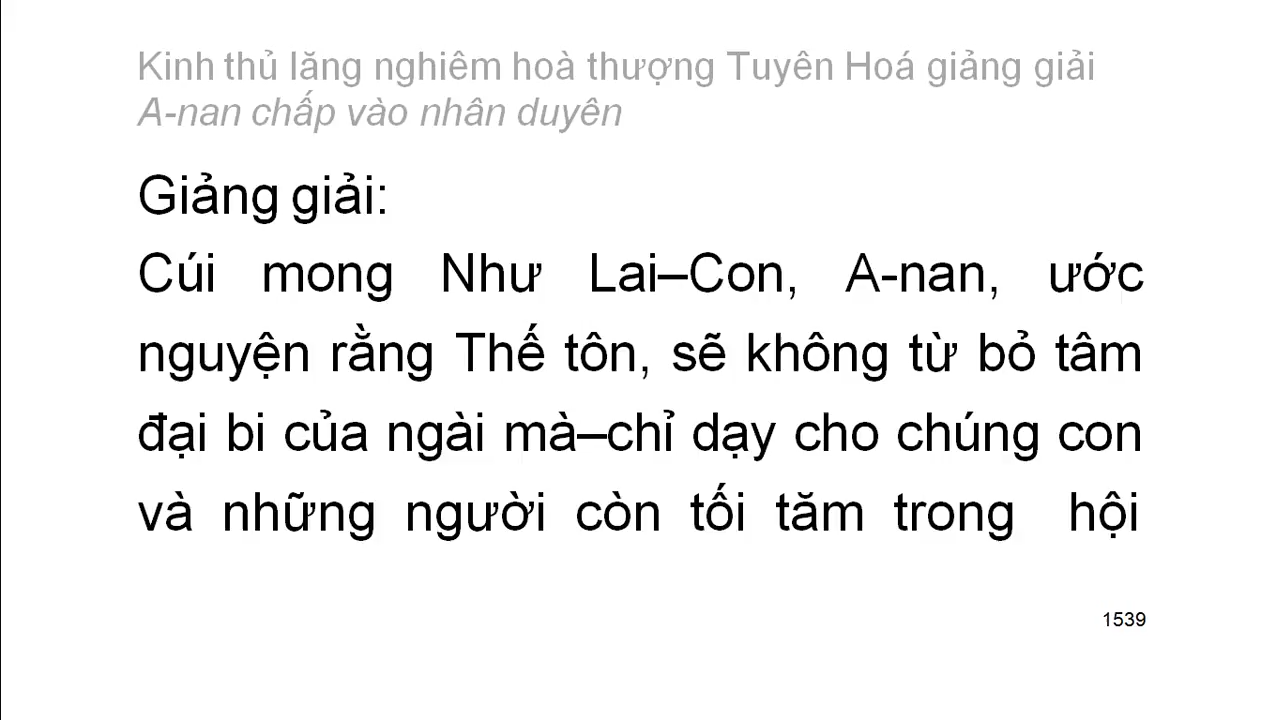 Kinh thủ lăng nghiêm hoà thượng Tuyên Hoá giảng giải
A-nan chấp vào nhân duyên
Giảng giải:
Cúi mong Như Lai–Con, A-nan, ước
nguyện rằng Thế tôn, sẽ không từ bỏ tâm
đại bi của ngài mà–chỉ dạy cho chúng con
và những người còn tối tăm trong hội
1539